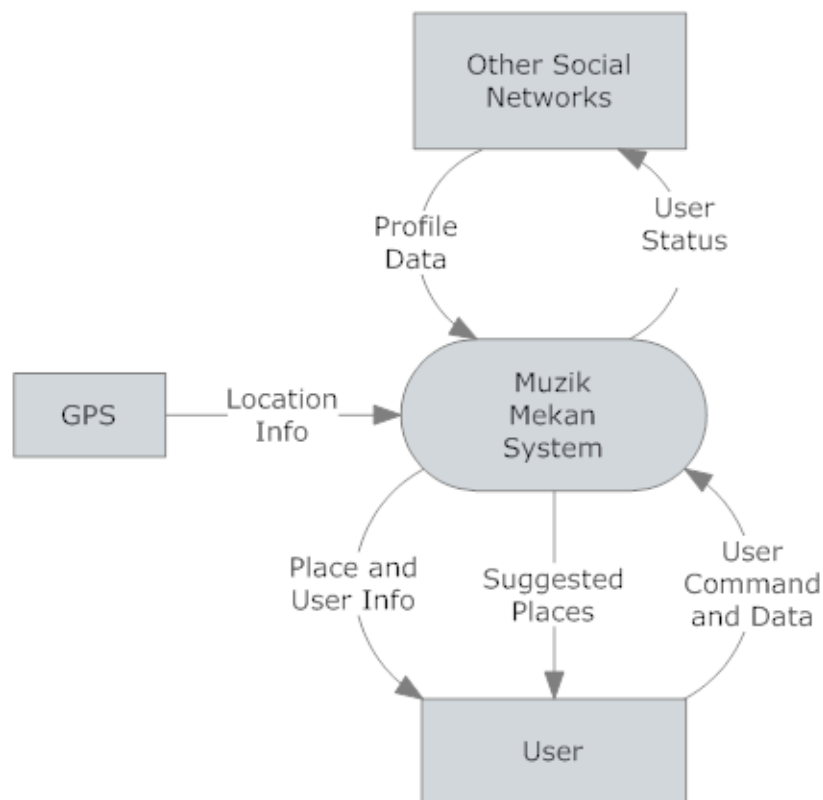 Other Social
Networks
Profile
Data
User
Status
GPS
Location
Info
Muzik
Mekan
System
Place and
User Info
Suggested
Places
User
Command
and Data
User